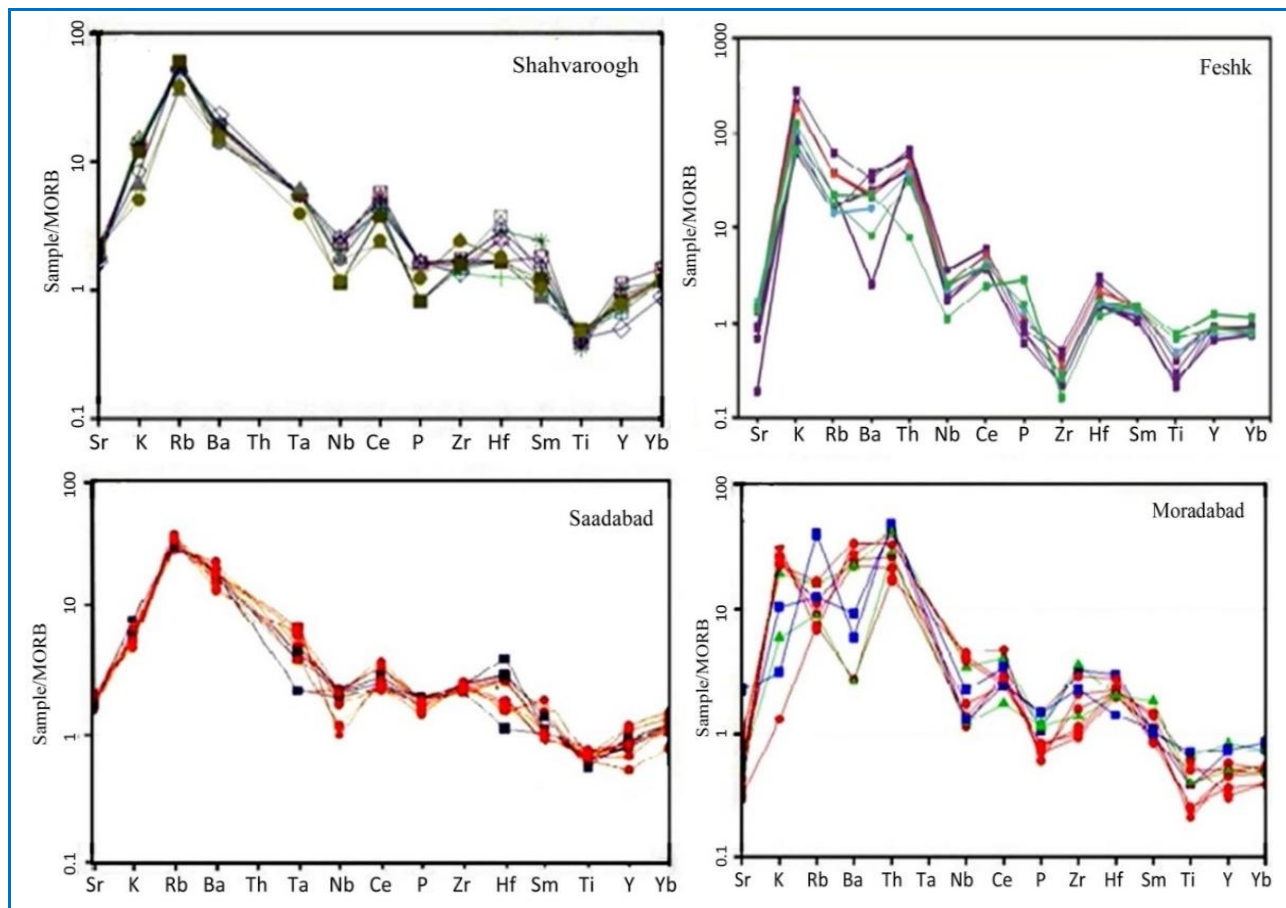 Shahvaroogh
Sample/MORB
100
10
1
0.1
Sr K Rb Ba Th Ta Nb Ce P Zr Hf Sm Ti Y Yb
Feshk
Sample/MORB
1000
100
10
1
0.1
Sr K Rb Ba Th Nb Ce P Zr Hf Sm Ti Y Yb
Saadabad
Sample/MORB
100
10
1
0.1
Sr K Rb Ba Th Ta Nb Ce P Zr Hf Sm Ti Y Yb
Moradabad
Sample/MORB
100
10
1
0.1
Sr K Rb Ba Th Ta Nb Ce P Zr Hf Sm Ti Y Yb